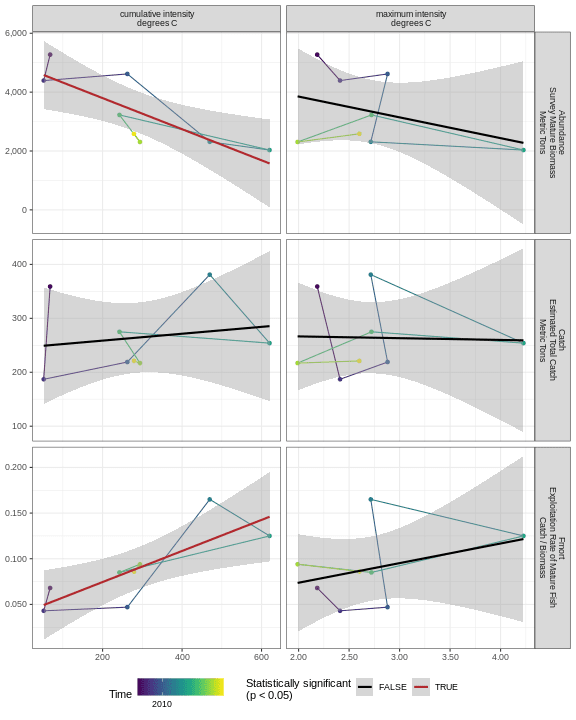 cumulative intensity
degrees C
maximum intensity
degrees C
6,000
4,000
2,000
0
Abundance
Survey Mature Biomass
Metric Tons
400
300
200
100
Catch
Estimated Total Catch
Metric Tons
0.200
0.150
0.100
0.050
Fmort
Exploitation Rate of Mature Fish
Catch / Biomass
200
400
600
2.00
2.50
3.00
3.50
4.00
Time
2010
Statistically significant
(p < 0.05)
FALSE
TRUE